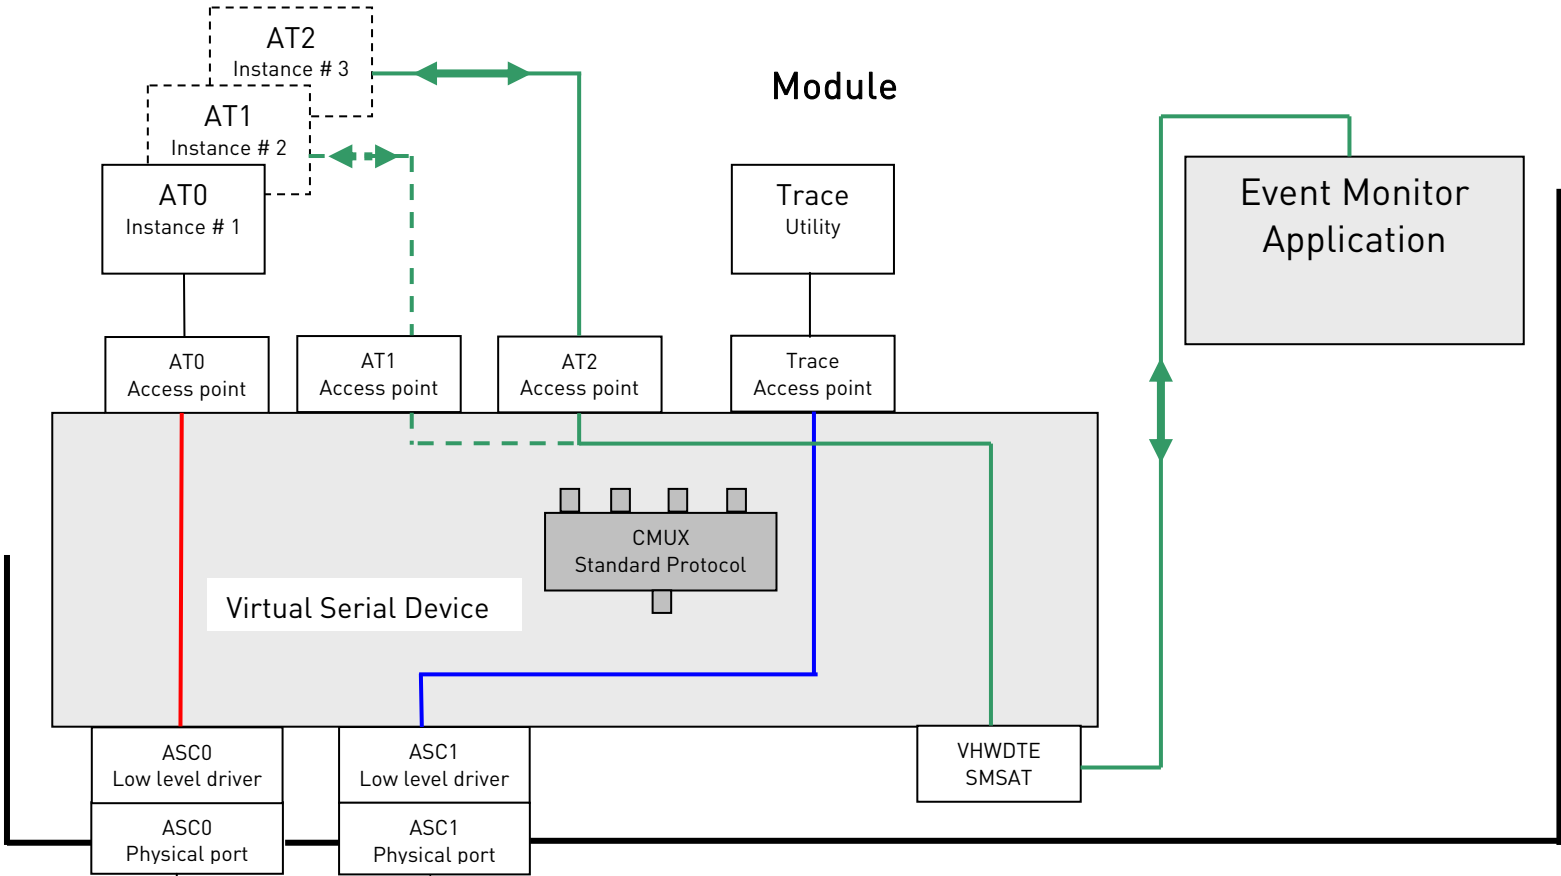 AT2
Instance # 3
Module
AT1
Instance # 2
AT0
Instance # 1
Trace
Utility
Event Monitor
Application
AT0
Access point
AT1
Access point
AT2
Access point
Trace
Access point
CMUX
Standard Protocol
Virtual Serial Device
ASC0
Low level driver
ASC1
Low level driver
VHWDTE
SMSAT
ASC0
Physical port
ASC1
Physical port